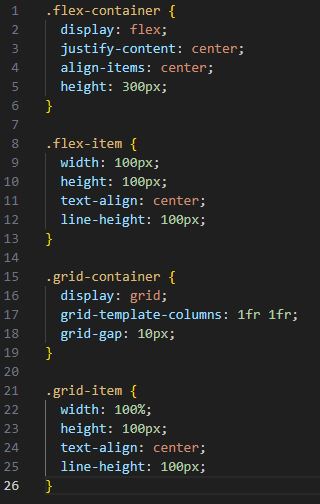 1 .flex-container {
2 display: flex;
3 justify-content: center;
4 align-items: center;
5 height: 300px;
6 }
7
8 .flex-item {
9 width: 100px;
10 height: 100px;
11 text-align: center;
12 line-height: 100px;
13 }
14
15 .grid-container {
16 display: grid;
17 grid-template-columns: 1fr 1fr;
18 grid-gap: 10px;
19 }
20
21 .grid-item {
22 width: 100%;
23 height: 100px;
24 text-align: center;
25 line-height: 100px;
26 }